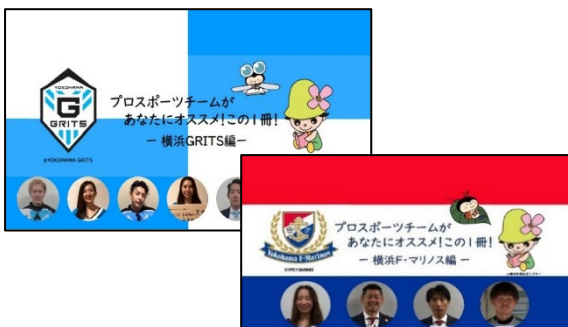 YOKOHAMA
G
GRITS
©YOKOHAMA GRITS
プロスポーツチームが
あなたにオススメ!この1冊!
ー 横浜GRITS編ー
Yokohama F·Marinos
プロスポーツチームが
あなたにオススメ!この1冊!
ー 横浜F・マリノス編 ー